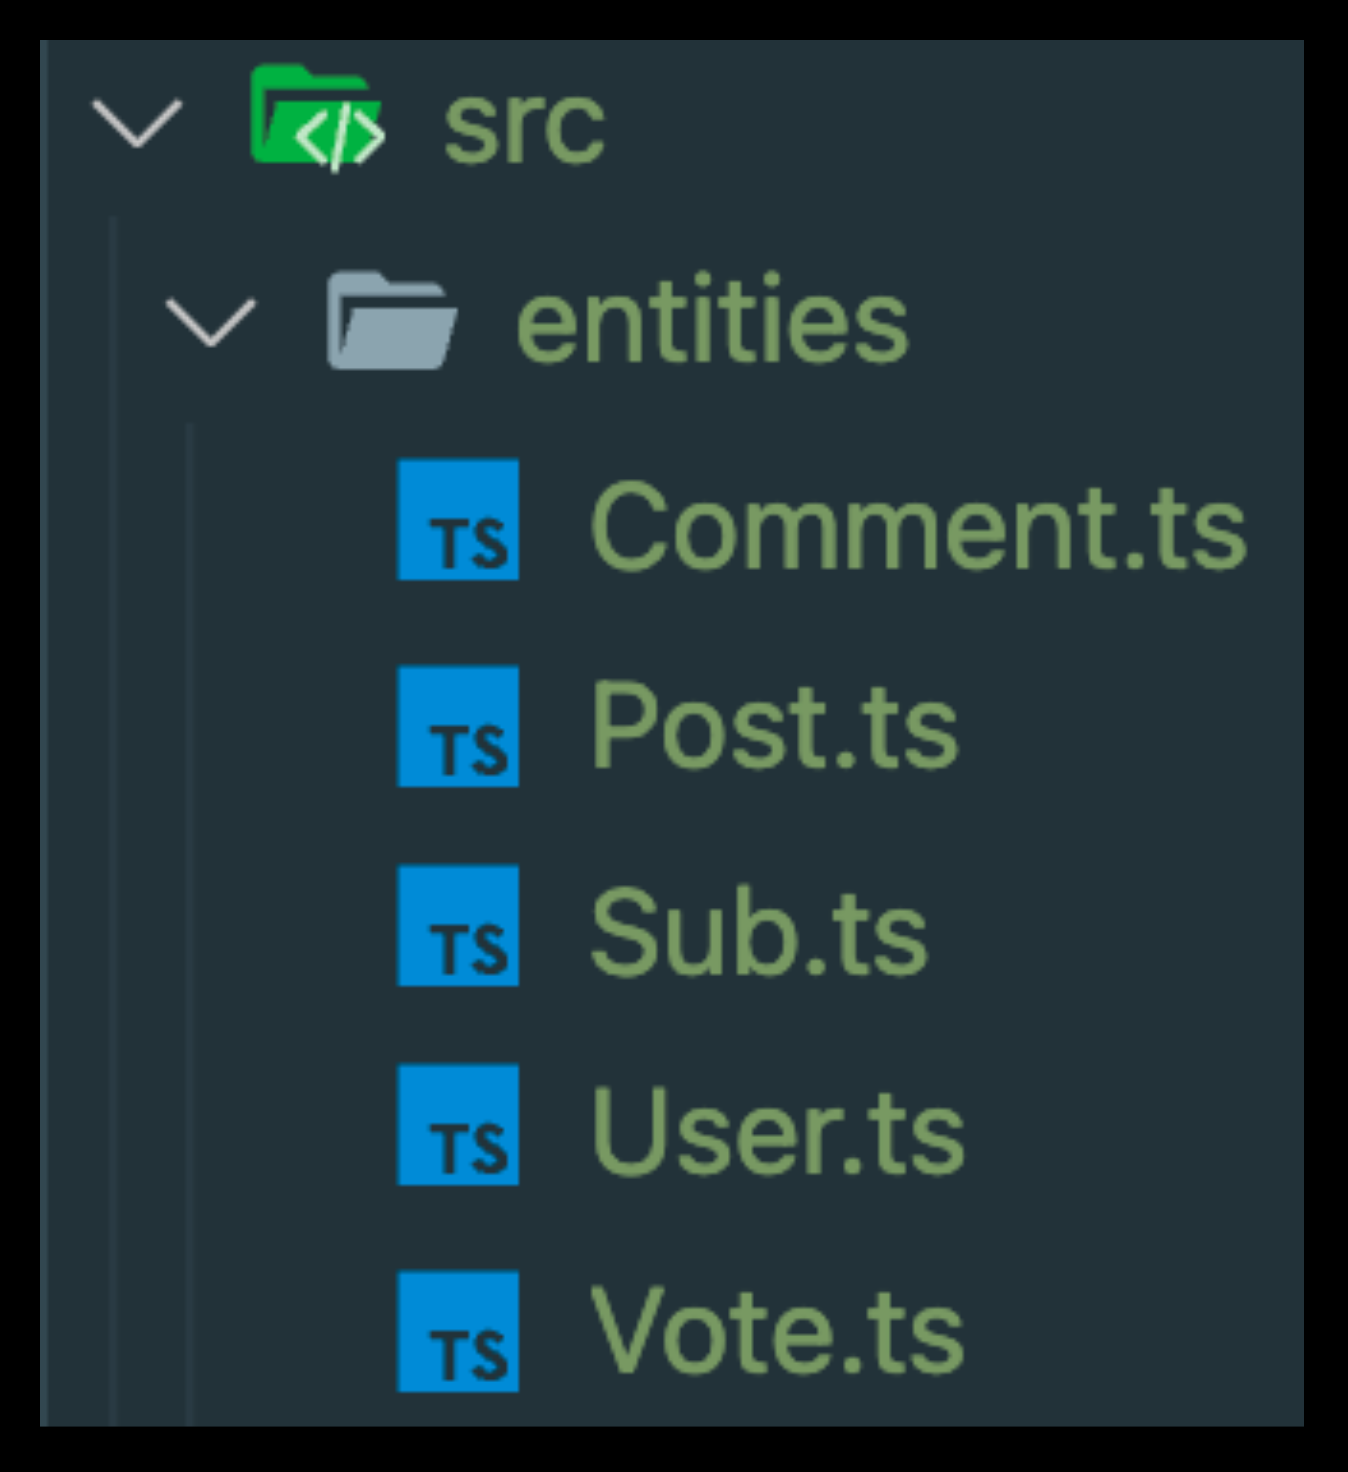 src
entities
TS Comment.ts
TS Post.ts
TS Sub.ts
TS User.ts
TS Vote.ts